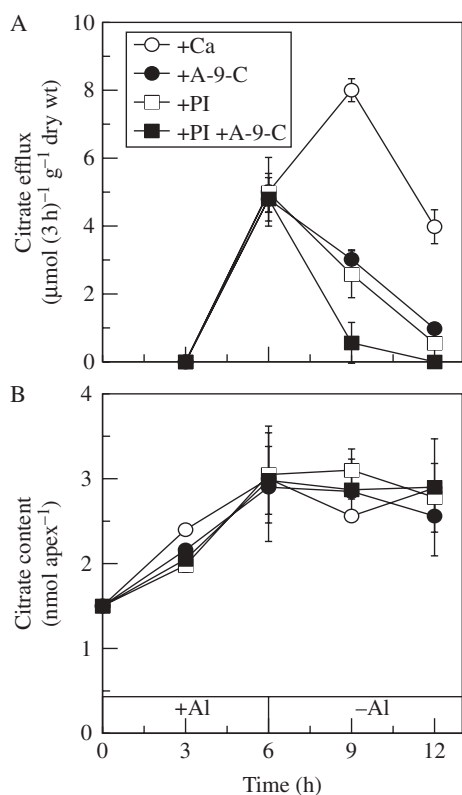 A
+Ca
+A-9-C
+PI
+PI +A-9-C
Citrate efflux
(μmol (3 h)⁻¹ g⁻¹ dry wt)
10
8
6
4
2
0
B
Citrate content
(nmol apex⁻¹)
4
3
2
1
0
+Al
–Al
0
3
6
9
12
Time (h)